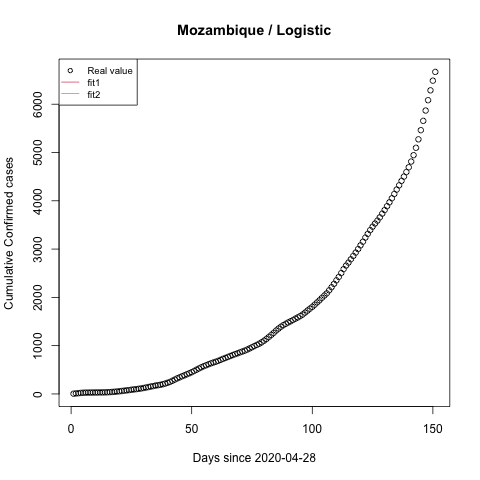 Mozambique / Logistic
Real value
fit1
fit2
Cumulative Confirmed cases
6000
5000
4000
3000
2000
1000
0
0 50 100 150
Days since 2020-04-28